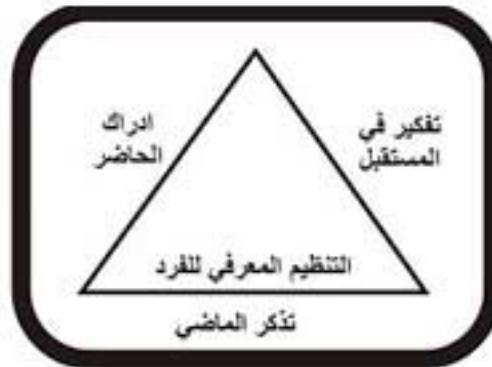 ادراك
الحاضر
تفكير في
المستقبل
التنظيم المعرفي للفرد
تذكر الماضي